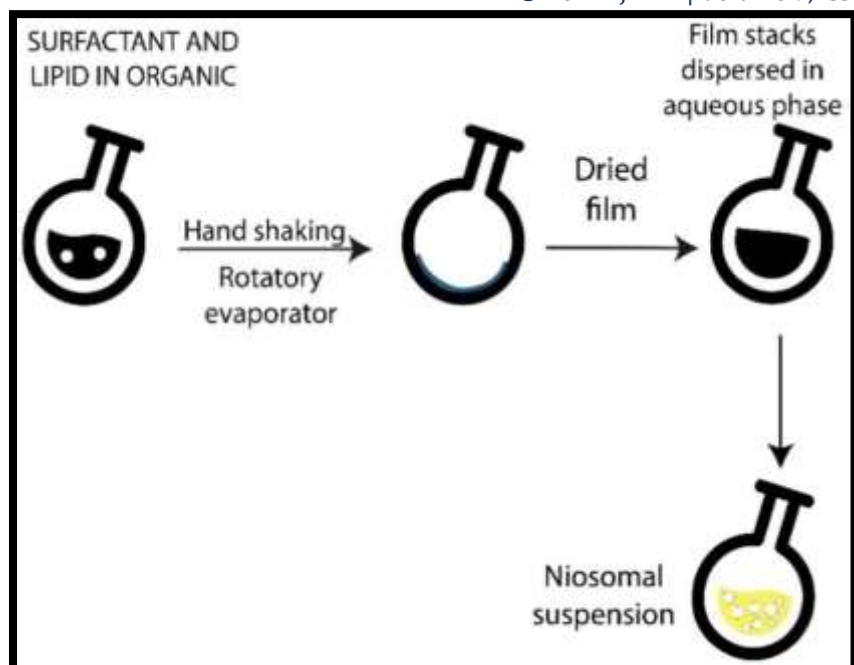 SURFACTANT AND
LIPID IN ORGANIC
Hand shaking
Rotatory
evaporator
Dried
film
Film stacks
dispersed in
aqueous phase
Niosomal
suspension